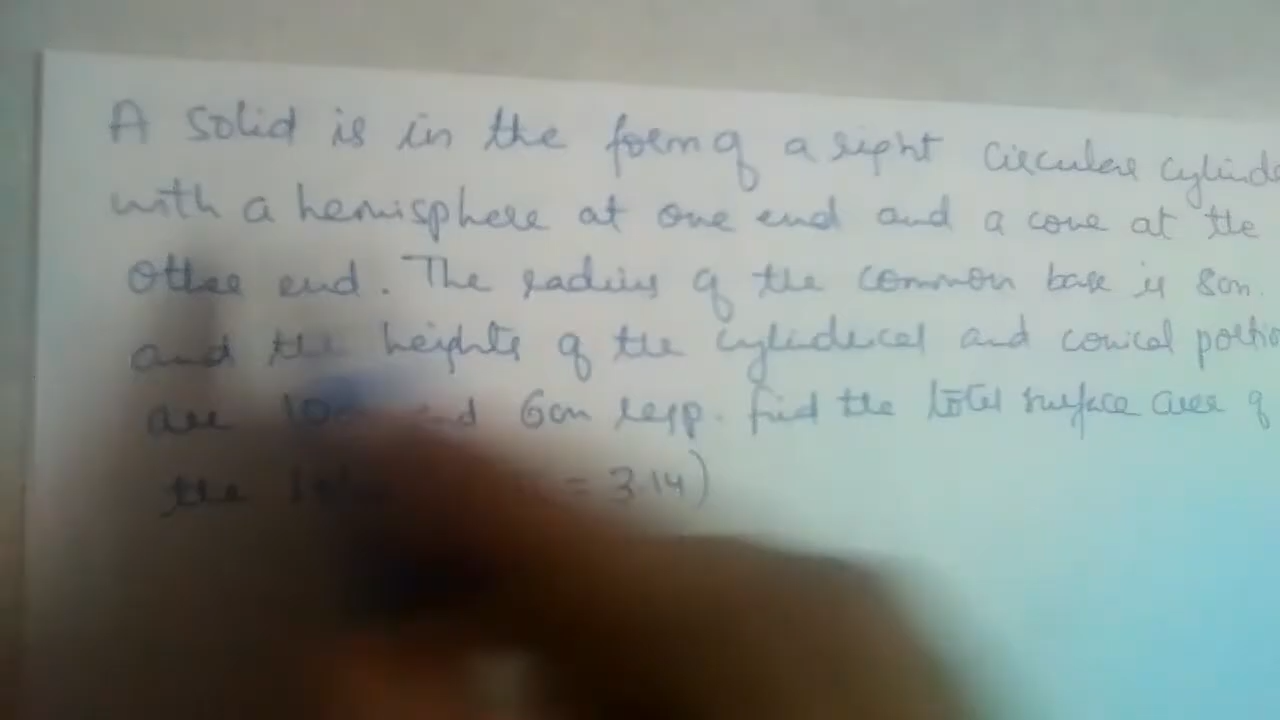 A solid is in the form of a right circular cylinde
with a hemisphere at one end and a cone at the
other end. The radius of the common base is 8cm.
and the heights of the cylindrical and conical portio
are 10cm and 6cm resp. find the total surface area of
the = 3.14)